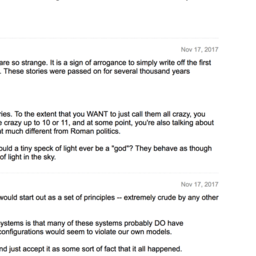 Nov 17, 2017
are so strange. It is a sign of arrogance to simply write off the first
. These stories were passed on for several thousand years
ries. To the extent that you WANT to just call them all crazy, you
e crazy up to 10 or 11, and at some point, you're also talking about
at much different from Roman politics.
ould a tiny speck of light ever be a "god"? They behave as though
of light in the sky.
Nov 17, 2017
would start out as a set of principles -- extremely crude by any other
systems is that many of these systems probably DO have
configurations would seem to violate our own models.
nd just accept it as some sort of fact that it all happened.